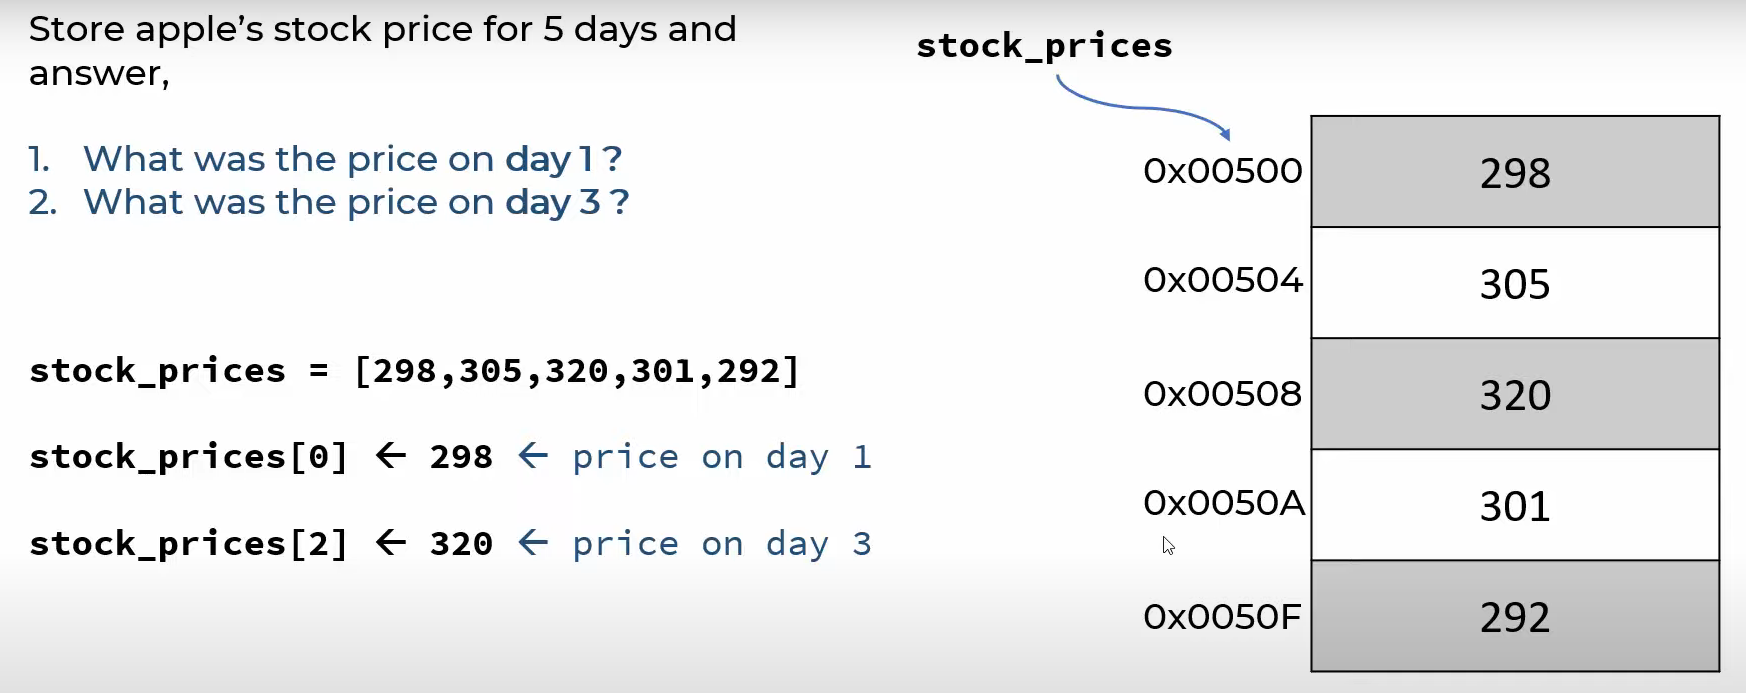 Store apple’s stock price for 5 days and
answer,
1. What was the price on day 1 ?
2. What was the price on day 3 ?
stock_prices = [298,305,320,301,292]
stock_prices[0] ← 298 ← price on day 1
stock_prices[2] ← 320 ← price on day 3
stock_prices
0x00500 298
0x00504 305
0x00508 320
0x0050A 301
0x0050F 292